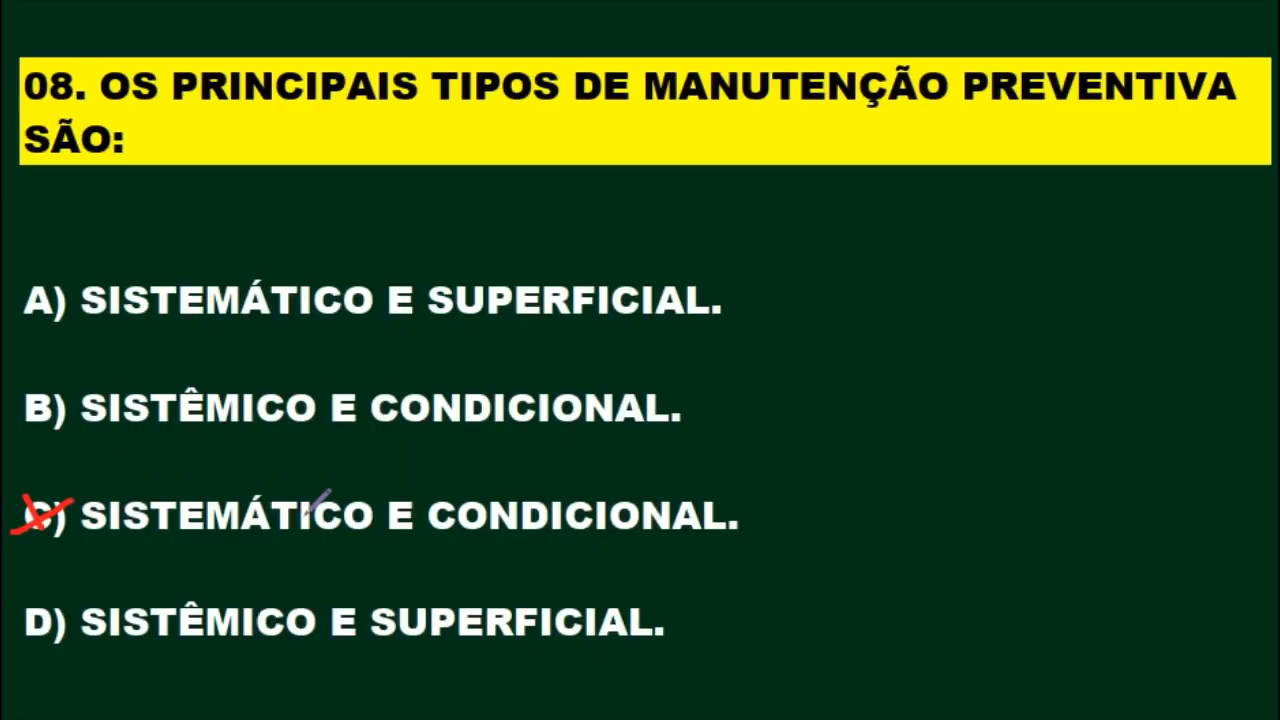 08. OS PRINCIPAIS TIPOS DE MANUTENÇÃO PREVENTIVA
SÃO:
A) SISTEMÁTICO E SUPERFICIAL.
B) SISTÊMICO E CONDICIONAL.
C) SISTEMÁTICO E CONDICIONAL.
D) SISTÊMICO E SUPERFICIAL.